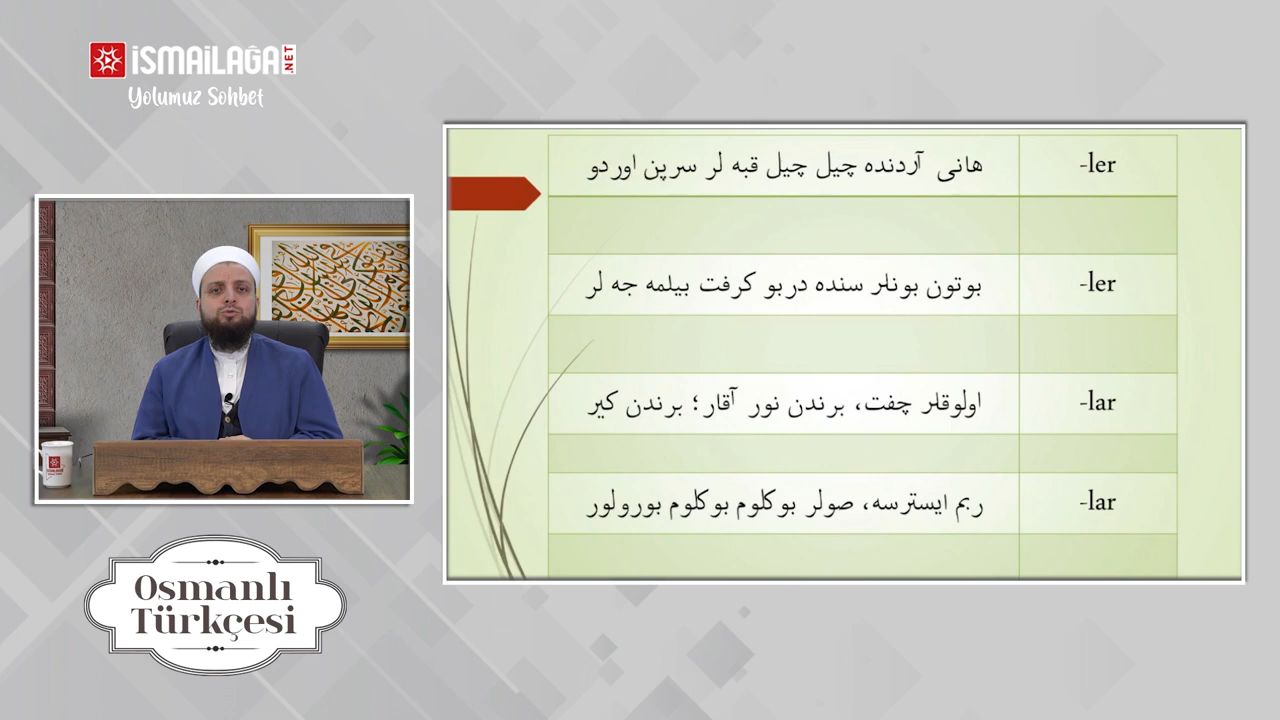 İSMAİLAĞA.NET
Yolumuz Sohbet
هانی آردنده چیل چیل قبه لر سرپن اوردو
-ler
بوتون بونلر سنده دربو کرفت بیلمه جه لر
-ler
اولوقلر چفت، برندن نور آقار؛ برندن کیر
-lar
ربم ایسترسه، صولر بوکلوم بوکلوم بورولور
-lar
Osmanlı
Türkçesi